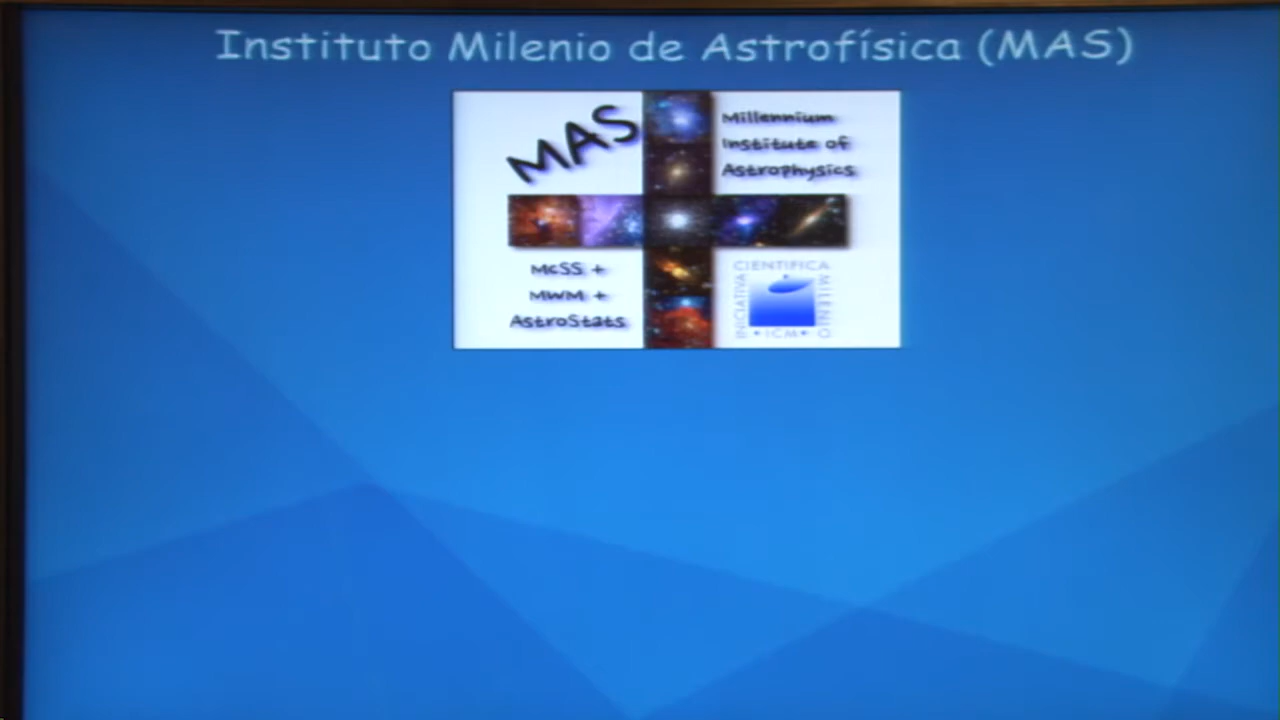 Instituto Milenio de Astrofísica (MAS)
MAS
Millennium
Institute of
Astrophysics
McSS +
MWM +
AstroStats
CIENTIFICA
INICIATIVA
MILENIO
ICM